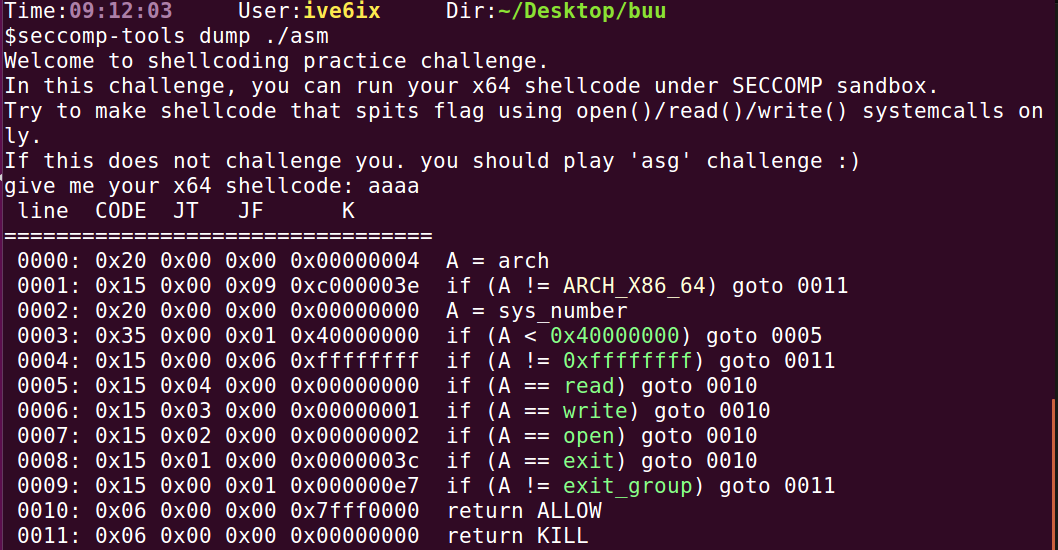 Time:09:12:03     User:ive6ix     Dir:~/Desktop/buu
$seccomp-tools dump ./asm
Welcome to shellcoding practice challenge.
In this challenge, you can run your x64 shellcode under SECCOMP sandbox.
Try to make shellcode that spits flag using open()/read()/write() systemcalls on
ly.
If this does not challenge you. you should play 'asg' challenge :)
give me your x64 shellcode: aaaa
 line  CODE  JT   JF      K
=================================
 0000: 0x20 0x00 0x00 0x00000004  A = arch
 0001: 0x15 0x00 0x09 0xc000003e  if (A != ARCH_X86_64) goto 0011
 0002: 0x20 0x00 0x00 0x00000000  A = sys_number
 0003: 0x35 0x00 0x01 0x40000000  if (A < 0x40000000) goto 0005
 0004: 0x15 0x00 0x06 0xffffffff  if (A != 0xffffffff) goto 0011
 0005: 0x15 0x04 0x00 0x00000000  if (A == read) goto 0010
 0006: 0x15 0x03 0x00 0x00000001  if (A == write) goto 0010
 0007: 0x15 0x02 0x00 0x00000002  if (A == open) goto 0010
 0008: 0x15 0x01 0x00 0x0000003c  if (A == exit) goto 0010
 0009: 0x15 0x00 0x01 0x000000e7  if (A != exit_group) goto 0011
 0010: 0x06 0x00 0x00 0x7fff0000  return ALLOW
 0011: 0x06 0x00 0x00 0x00000000  return KILL